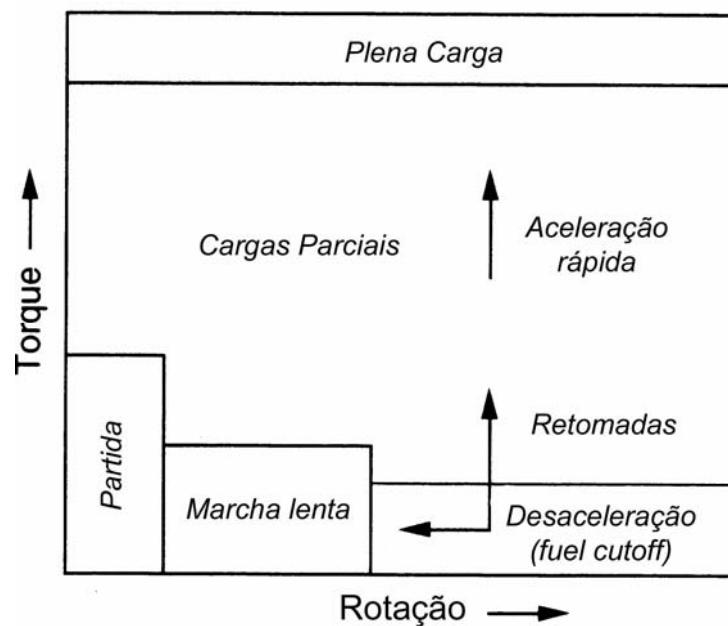 Plena Carga
Torque
Cargas Parciais
Aceleração
rápida
Partida
Marcha lenta
Retomadas
Desaceleração
(fuel cutoff)
Rotação